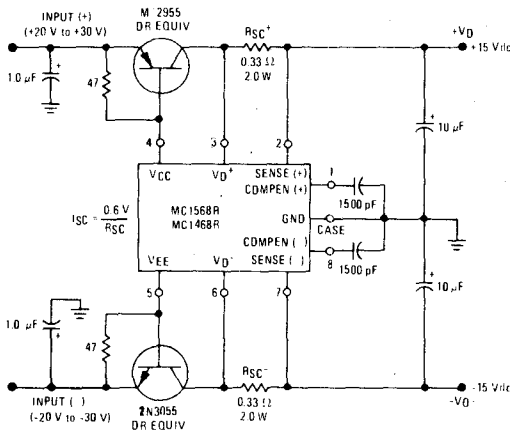 INPUT (+)
(+20 V to +30 V)
2955
OR EQUIV
RSC+
0.33 Ω
2.0 W
+VO
+15 Vdc
1.0 µF
+
47
10 µF
+
4
3
2
VCC
VO+
SENSE (+)
COMPEN (+)
1
1500 pF
ISC = 0.6 V
RSC
MC1568R
MC1468R
GND
CASE
COMPEN ( )
8
1500 pF
VEE
VO-
SENSE ( )
5
6
7
1.0 µF
+
47
10 µF
+
2N3055
OR EQUIV
RSC-
0.33 Ω
2.0 W
INPUT ( )
(-20 V to -30 V)
-15 Vdc
-VO